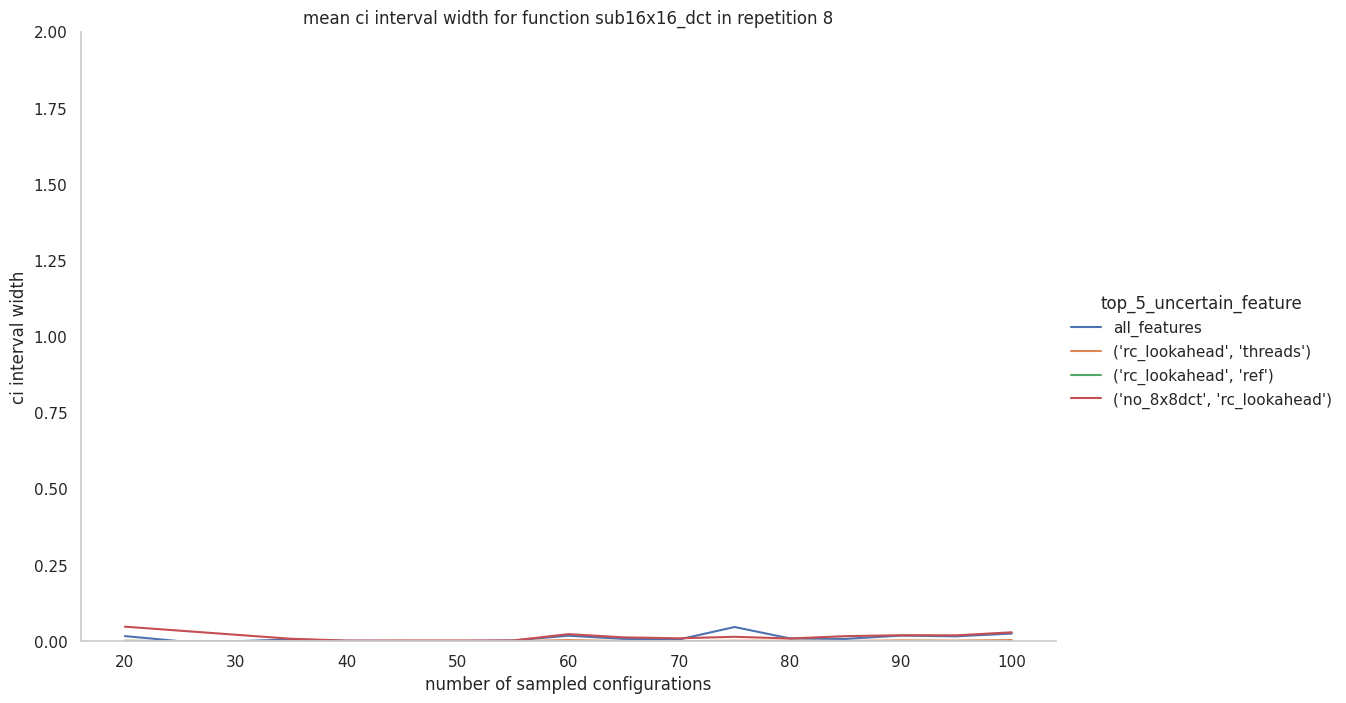 mean ci interval width for function sub16x16_dct in repetition 8
2.00
1.75
1.50
1.25
1.00
0.75
0.50
0.25
0.00
ci interval width
20 30 40 50 60 70 80 90 100
number of sampled configurations
top_5_uncertain_feature
all_features
('rc_lookahead', 'threads')
('rc_lookahead', 'ref')
('no_8x8dct', 'rc_lookahead')